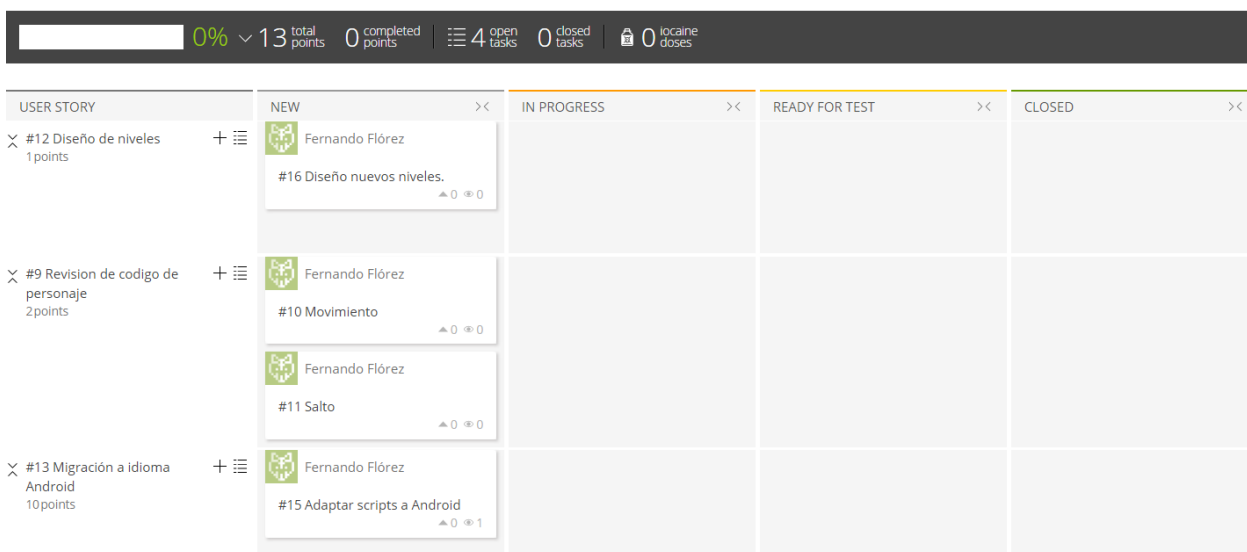 0% 13 total points 0 completed points 4 open tasks 0 closed tasks 0 iocaine doses
USER STORY NEW IN PROGRESS READY FOR TEST CLOSED
#12 Diseño de niveles
1 points
Fernando Flórez
#16 Diseño nuevos niveles.
0 0
#9 Revision de codigo de
personaje
2 points
Fernando Flórez
#10 Movimiento
0 0
Fernando Flórez
#11 Salto
0 0
#13 Migración a idioma
Android
10 points
Fernando Flórez
#15 Adaptar scripts a Android
0 1